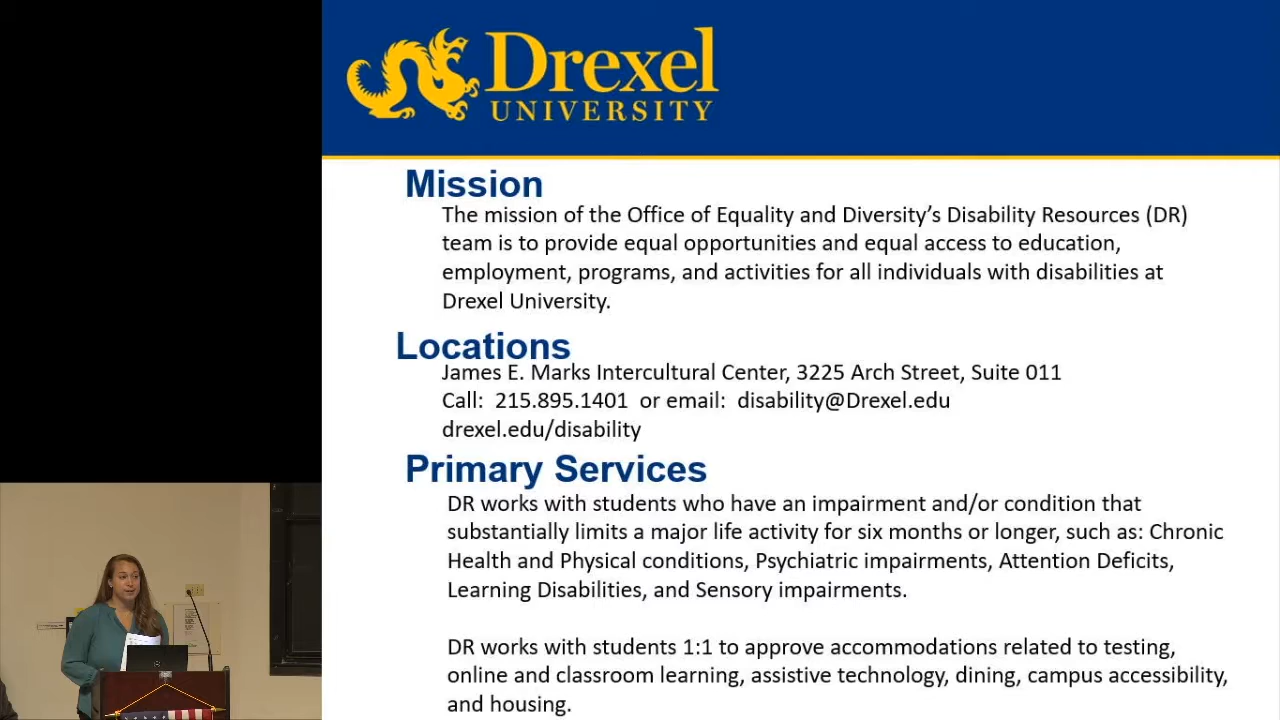 Drexel
UNIVERSITY
Mission
The mission of the Office of Equality and Diversity’s Disability Resources (DR)
team is to provide equal opportunities and equal access to education,
employment, programs, and activities for all individuals with disabilities at
Drexel University.
Locations
James E. Marks Intercultural Center, 3225 Arch Street, Suite 011
Call: 215.895.1401 or email: disability@Drexel.edu
drexel.edu/disability
Primary Services
DR works with students who have an impairment and/or condition that
substantially limits a major life activity for six months or longer, such as: Chronic
Health and Physical conditions, Psychiatric impairments, Attention Deficits,
Learning Disabilities, and Sensory impairments.
DR works with students 1:1 to approve accommodations related to testing,
online and classroom learning, assistive technology, dining, campus accessibility,
and housing.